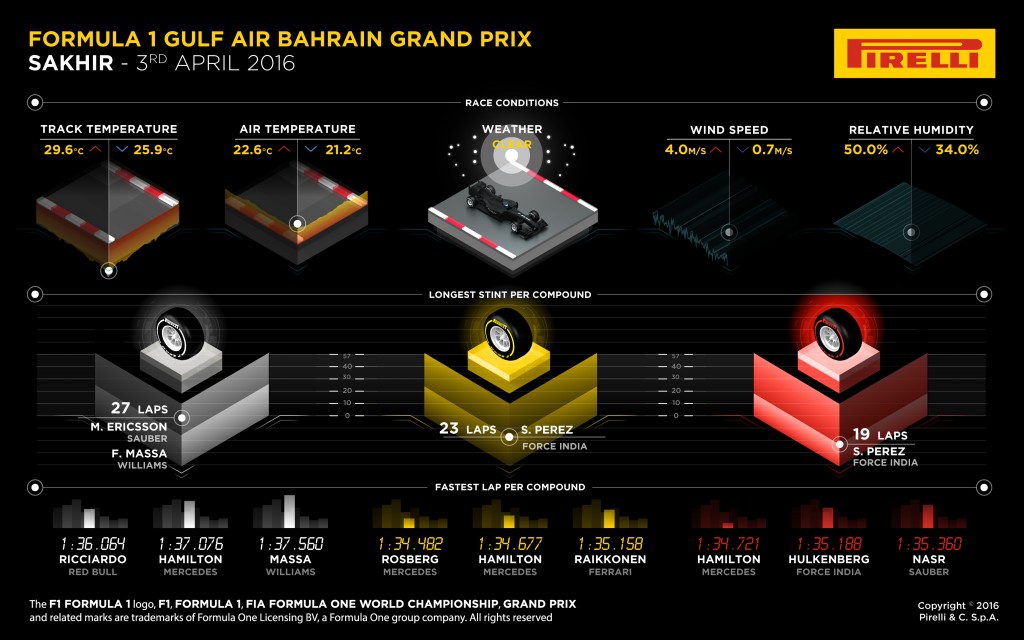 FORMULA 1 GULF AIR BAHRAIN GRAND PRIX
SAKHIR - 3RD APRIL 2016
PIRELLI
RACE CONDITIONS
TRACK TEMPERATURE
29.6°C 25.9°C
AIR TEMPERATURE
22.6°C 21.2°C
WEATHER
CLEAR
WIND SPEED
4.0M/S 0.7M/S
RELATIVE HUMIDITY
50.0% 34.0%
LONGEST STINT PER COMPOUND
57
40
30
20
10
0
57
40
30
20
10
0
27 LAPS
M. ERICSSON
SAUBER
F. MASSA
WILLIAMS
23 LAPS
S. PEREZ
FORCE INDIA
19 LAPS
S. PEREZ
FORCE INDIA
FASTEST LAP PER COMPOUND
1:36.064
RICCIARDO
RED BULL
1:37.076
HAMILTON
MERCEDES
1:37.560
MASSA
WILLIAMS
1:34.482
ROSBERG
MERCEDES
1:34.677
HAMILTON
MERCEDES
1:35.158
RAIKKONEN
FERRARI
1:34.721
HAMILTON
MERCEDES
1:35.188
HULKENBERG
FORCE INDIA
1:35.360
NASR
SAUBER
The F1 FORMULA 1 logo, F1, FORMULA 1, FIA FORMULA ONE WORLD CHAMPIONSHIP, GRAND PRIX
and related marks are trademarks of Formula One Licensing BV, a Formula One group company. All rights reserved
Copyright © 2016
Pirelli & C. S.p.A.